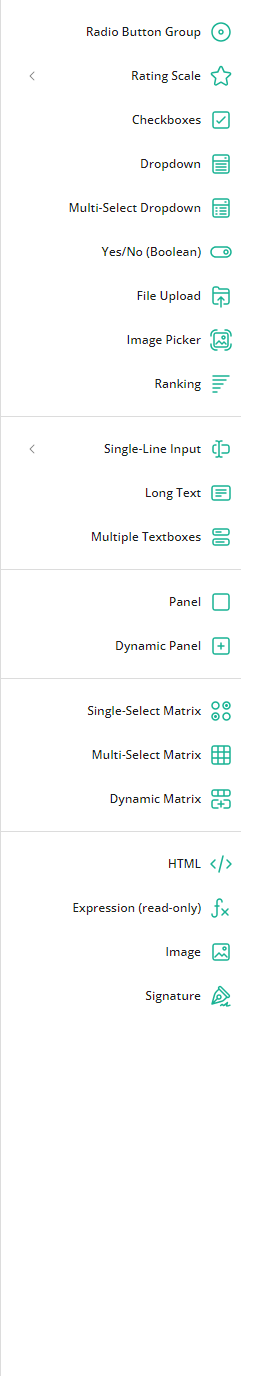 Radio Button Group
Rating Scale
Checkboxes
Dropdown
Multi-Select Dropdown
Yes/No (Boolean)
File Upload
Image Picker
Ranking
Single-Line Input
Long Text
Multiple Textboxes
Panel
Dynamic Panel
Single-Select Matrix
Multi-Select Matrix
Dynamic Matrix
HTML
Expression (read-only)
Image
Signature